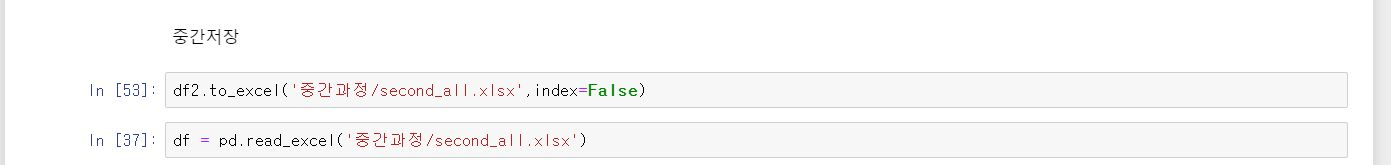 중간저장
In [53]: df2.to_excel('중간과정/second_all.xlsx',index=False)
In [37]: df = pd.read_excel('중간과정/second_all.xlsx')